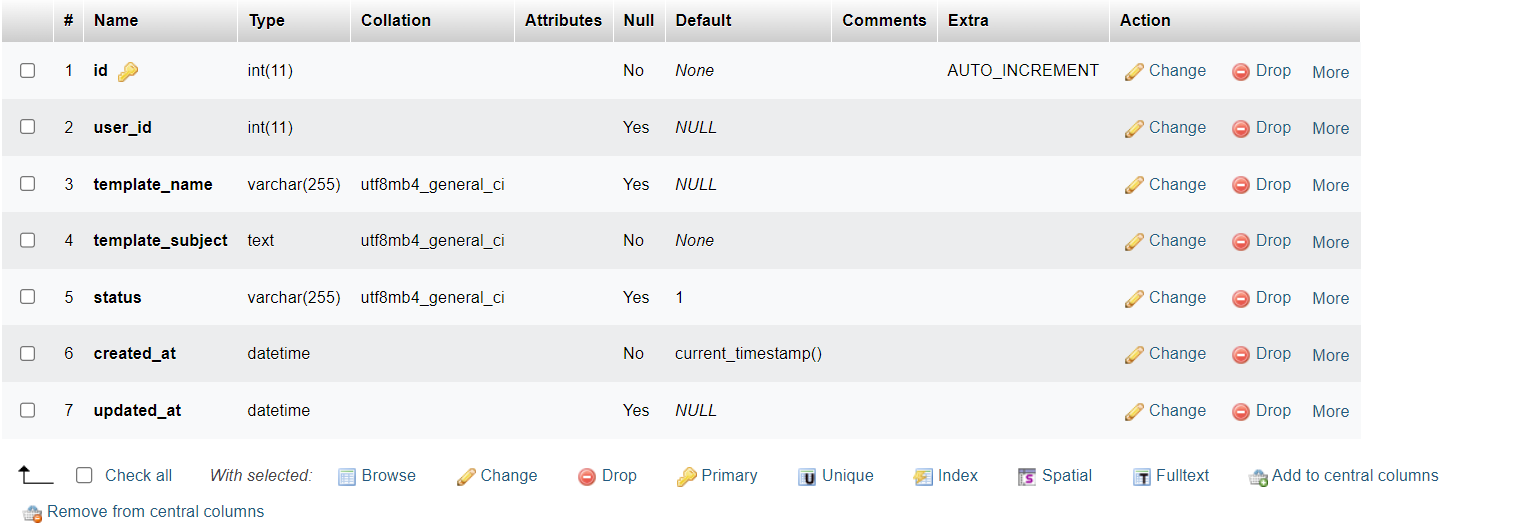 # Name Type Collation Attributes Null Default Comments Extra Action
1 id int(11) No None AUTO_INCREMENT Change Drop More
2 user_id int(11) Yes NULL Change Drop More
3 template_name varchar(255) utf8mb4_general_ci Yes NULL Change Drop More
4 template_subject text utf8mb4_general_ci No None Change Drop More
5 status varchar(255) utf8mb4_general_ci Yes 1 Change Drop More
6 created_at datetime No current_timestamp() Change Drop More
7 updated_at datetime Yes NULL Change Drop More
Check all With selected: Browse Change Drop Primary U Unique Index S Spatial T Fulltext Add to central columns
Remove from central columns